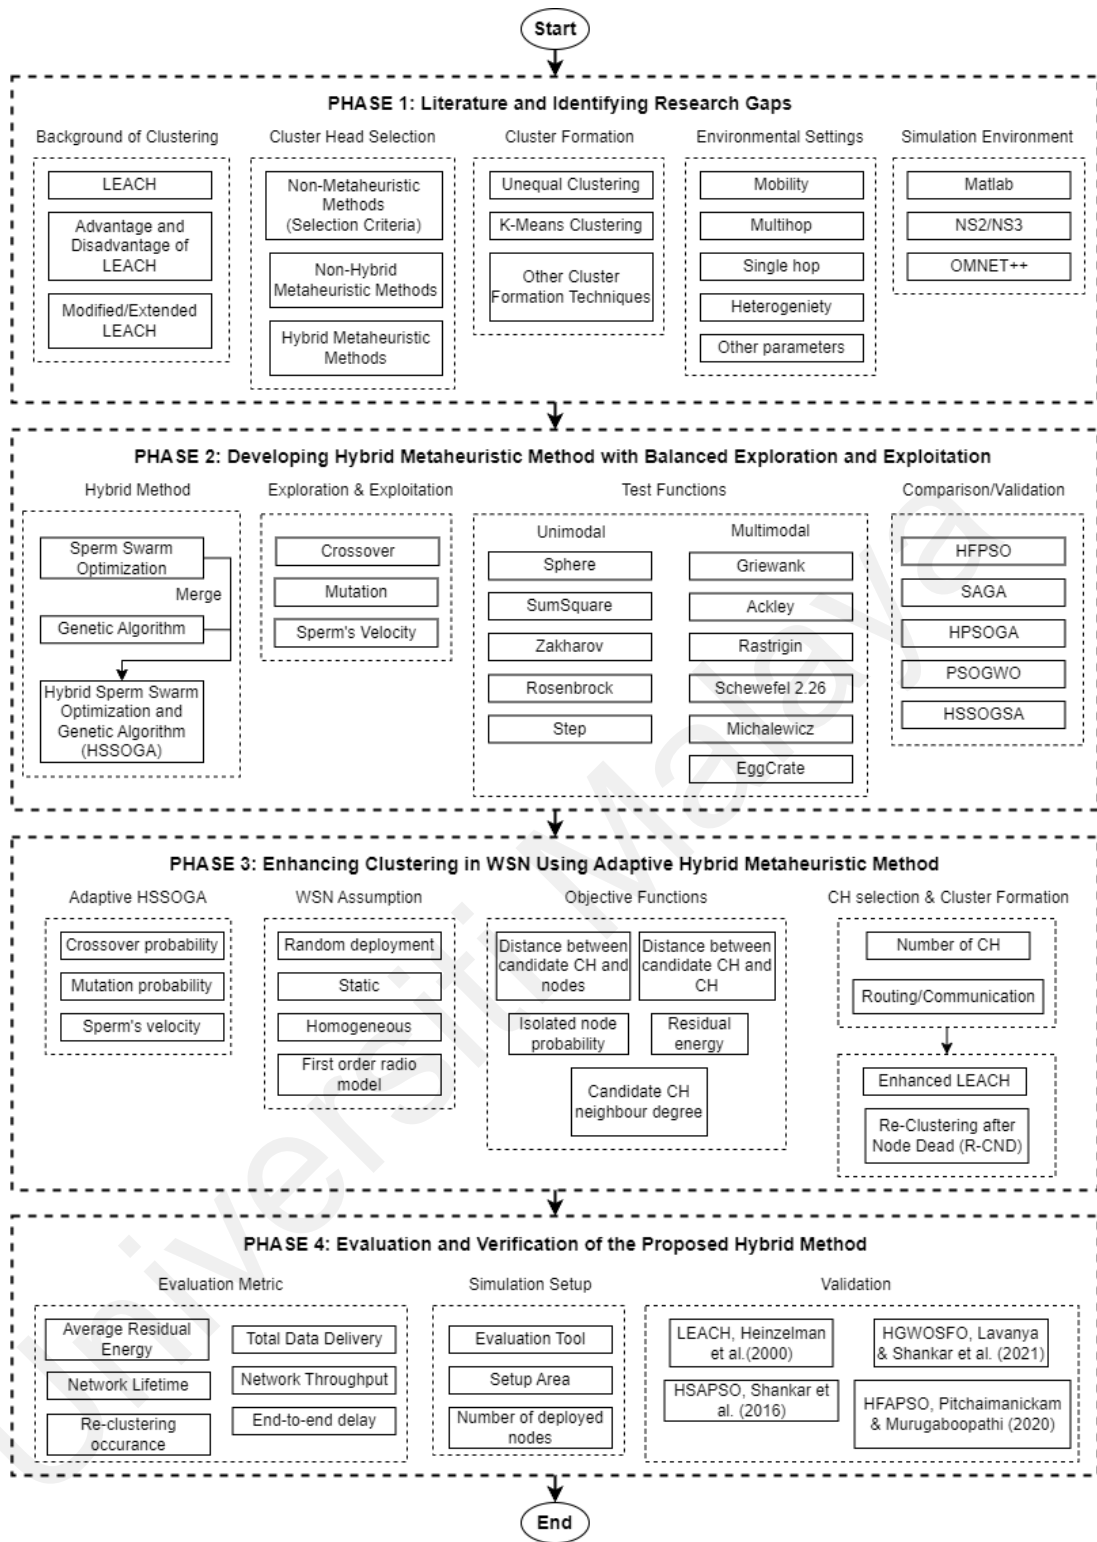 Start
PHASE 1: Literature and Identifying Research Gaps
Background of Clustering
LEACH
Advantage and
Disadvantage of
LEACH
Modified/Extended
LEACH
Cluster Head Selection
Non-Metaheuristic
Methods
(Selection Criteria)
Non-Hybrid
Metaheuristic Methods
Hybrid Metaheuristic
Methods
Cluster Formation
Unequal Clustering
K-Means Clustering
Other Cluster
Formation Techniques
Environmental Settings
Mobility
Multihop
Single hop
Heterogeniety
Other parameters
Simulation Environment
Matlab
NS2/NS3
OMNET++
PHASE 2: Developing Hybrid Metaheuristic Method with Balanced Exploration and Exploitation
Hybrid Method
Sperm Swarm
Optimization
Merge
Genetic Algorithm
Hybrid Sperm Swarm
Optimization and
Genetic Algorithm
(HSSOGA)
Exploration & Exploitation
Crossover
Mutation
Sperm's Velocity
Test Functions
Unimodal
Sphere
SumSquare
Zakharov
Rosenbrock
Step
Multimodal
Griewank
Ackley
Rastrigin
Schewefel 2.26
Michalewicz
EggCrate
Comparison/Validation
HFPSO
SAGA
HPSOGA
PSOGWO
HSSOGSA
PHASE 3: Enhancing Clustering in WSN Using Adaptive Hybrid Metaheuristic Method
Adaptive HSSOGA
Crossover probability
Mutation probability
Sperm's velocity
WSN Assumption
Random deployment
Static
Homogeneous
First order radio
model
Objective Functions
Distance between
candidate CH and
nodes
Distance between
candidate CH and
CH
Isolated node
probability
Residual
energy
Candidate CH
neighbour degree
CH selection & Cluster Formation
Number of CH
Routing/Communication
Enhanced LEACH
Re-Clustering after
Node Dead (R-CND)
PHASE 4: Evaluation and Verification of the Proposed Hybrid Method
Evaluation Metric
Average Residual
Energy
Network Lifetime
Re-clustering
occurance
Total Data Delivery
Network Throughput
End-to-end delay
Simulation Setup
Evaluation Tool
Setup Area
Number of deployed
nodes
Validation
LEACH, Heinzelman
et al.(2000)
HGWOSFO, Lavanya
& Shankar et al. (2021)
HSAPSO, Shankar et
al. (2016)
HFAPSO, Pitchaimanickam
& Murugaboopathi (2020)
End
Universiti Malaya